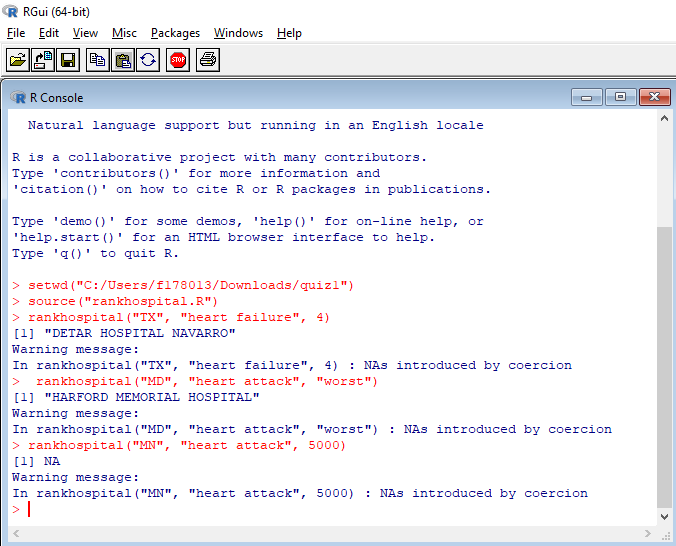 RGui (64-bit)
File Edit View Misc Packages Windows Help
STOP
R Console
Natural language support but running in an English locale
R is a collaborative project with many contributors.
Type 'contributors()' for more information and
'citation()' on how to cite R or R packages in publications.
Type 'demo()' for some demos, 'help()' for on-line help, or
'help.start()' for an HTML browser interface to help.
Type 'q()' to quit R.
> setwd("C:/Users/f178013/Downloads/quiz1")
> source("rankhospital.R")
> rankhospital("TX", "heart failure", 4)
[1] "DETAR HOSPITAL NAVARRO"
Warning message:
In rankhospital("TX", "heart failure", 4) : NAs introduced by coercion
>  rankhospital("MD", "heart attack", "worst")
[1] "HARFORD MEMORIAL HOSPITAL"
Warning message:
In rankhospital("MD", "heart attack", "worst") : NAs introduced by coercion
> rankhospital("MN", "heart attack", 5000)
[1] NA
Warning message:
In rankhospital("MN", "heart attack", 5000) : NAs introduced by coercion
>